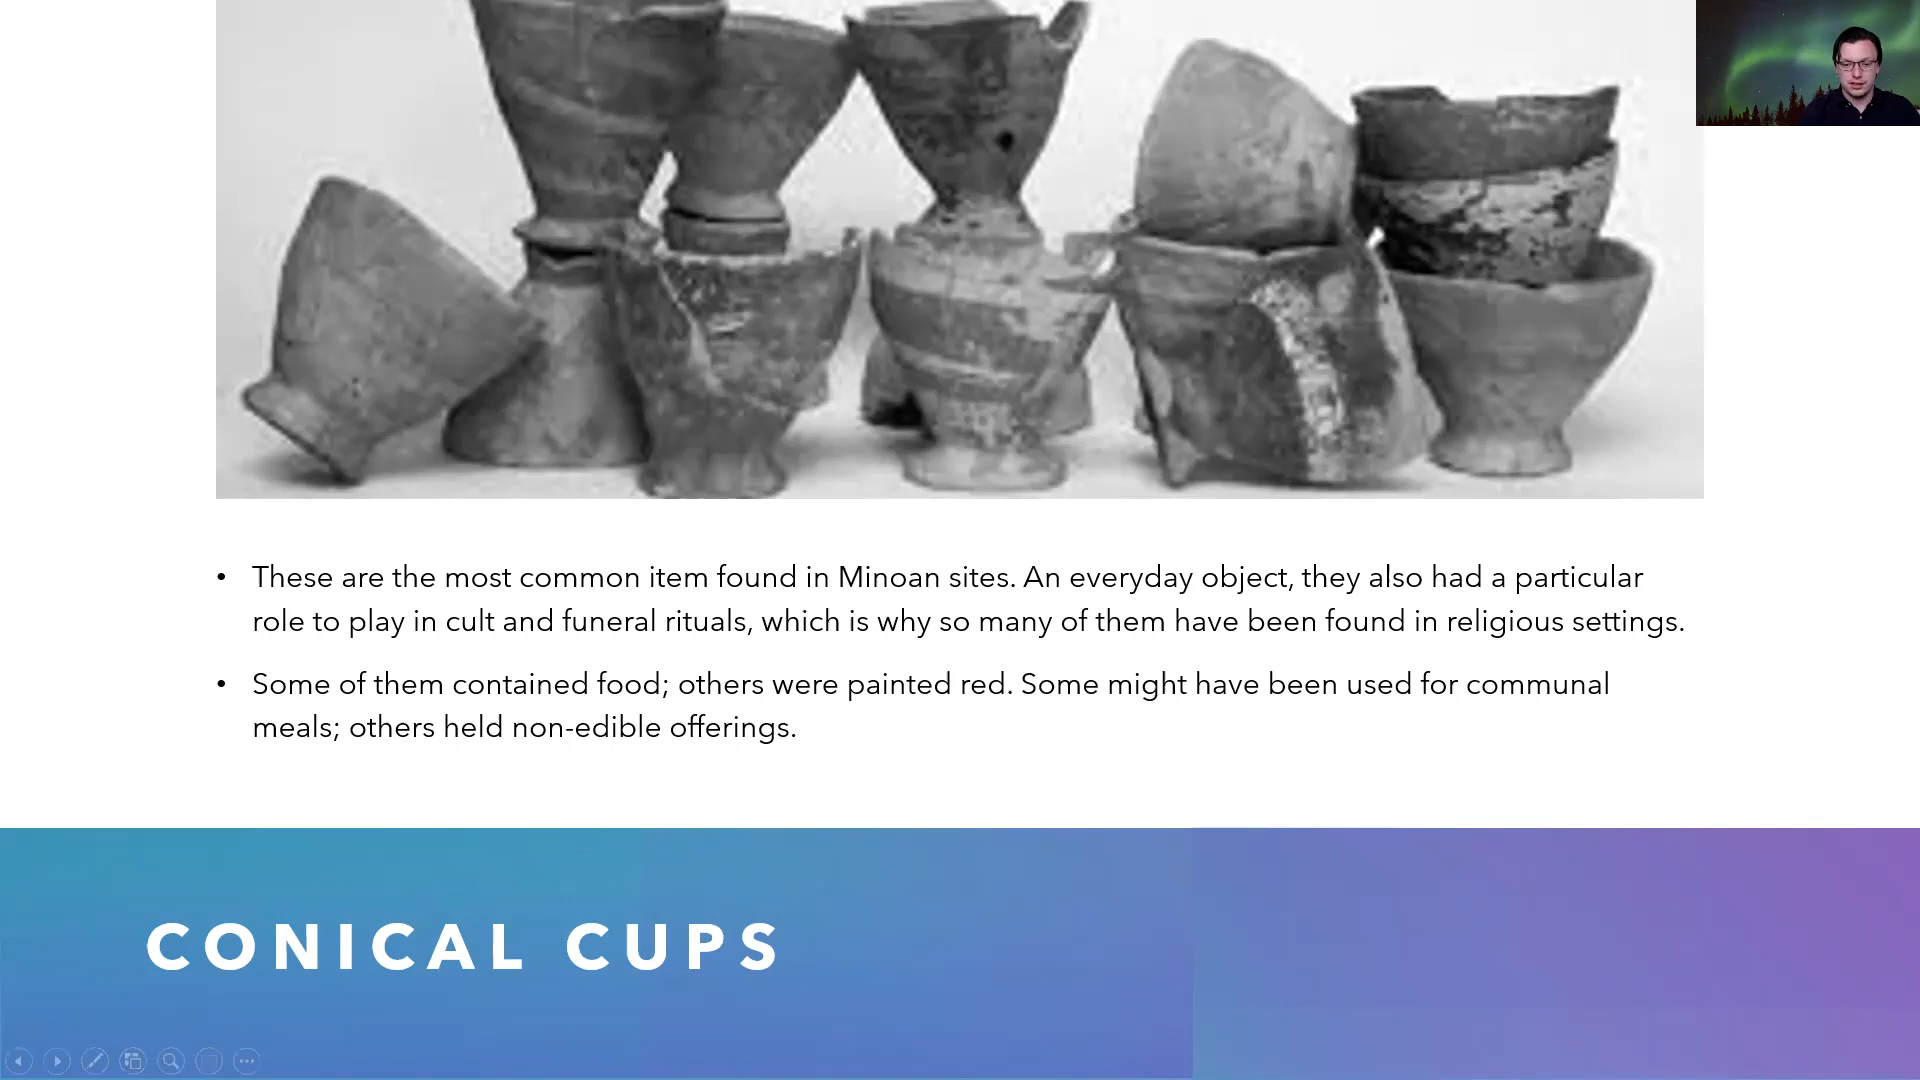 • These are the most common item found in Minoan sites. An everyday object, they also had a particular
role to play in cult and funeral rituals, which is why so many of them have been found in religious settings.
• Some of them contained food; others were painted red. Some might have been used for communal
meals; others held non-edible offerings.
CONICAL CUPS